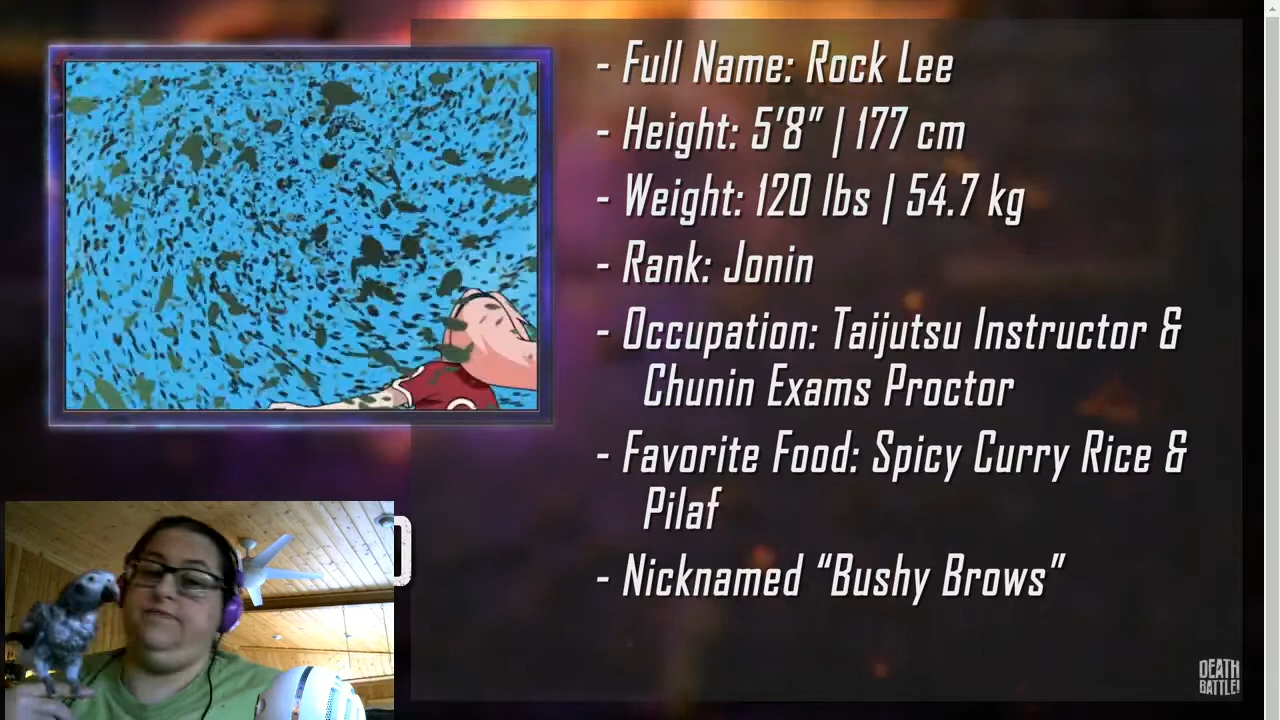 - Full Name: Rock Lee
- Height: 5'8" | 177 cm
- Weight: 120 lbs | 54.7 kg
- Rank: Jonin
- Occupation: Taijutsu Instructor &
Chunin Exams Proctor
- Favorite Food: Spicy Curry Rice &
Pilaf
- Nicknamed “Bushy Brows”
DEATH
BATTLE!